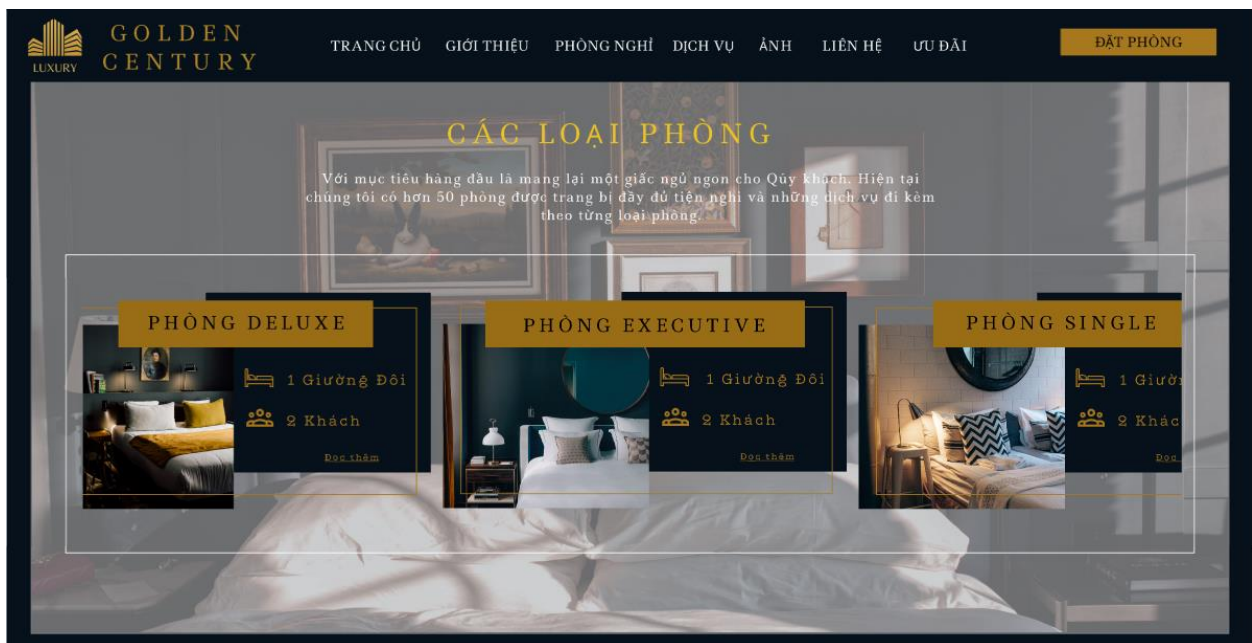 GOLDEN
CENTURY
LUXURY
TRANG CHỦ GIỚI THIỆU PHÒNG NGHỈ DỊCH VỤ ẢNH LIÊN HỆ ƯU ĐÃI
ĐẶT PHÒNG
CÁC LOẠI PHÒNG
Với mục tiêu hàng đầu là mang lại một giấc ngủ ngon cho Qúy khách. Hiện tại
chúng tôi có hơn 50 phòng được trang bị đầy đủ tiện nghi và những dịch vụ đi kèm
theo từng loại phòng.
PHÒNG DELUXE
1 Giường Đôi
2 Khách
Đọc thêm
PHÒNG EXECUTIVE
1 Giường Đôi
2 Khách
Đọc thêm
PHÒNG SINGLE
1
2
Đọc